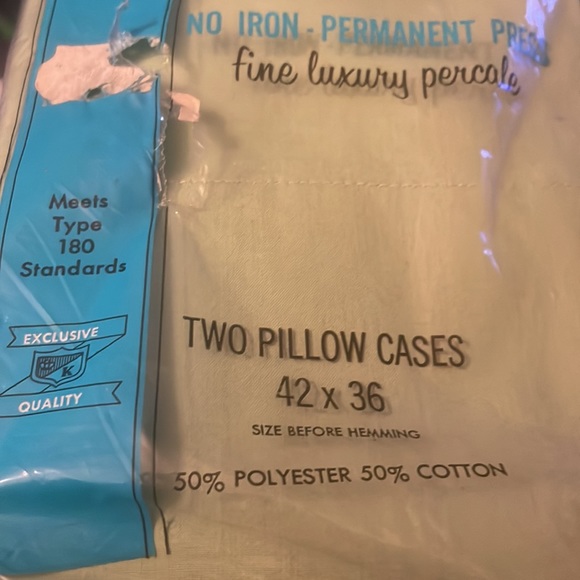 NO IRON - PERMANENT PRESS
fine luxury percale
Meets
Type
180
Standards
EXCLUSIVE
K
QUALITY
TWO PILLOW CASES
42 x 36
SIZE BEFORE HEMMING
50% POLYESTER 50% COTTON